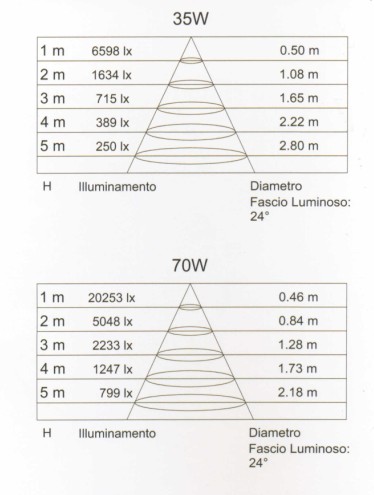 35W
1 m 6598 lx 0.50 m
2 m 1634 lx 1.08 m
3 m 715 lx 1.65 m
4 m 389 lx 2.22 m
5 m 250 lx 2.80 m
H Illuminamento Diametro
Fascio Luminoso:
24°
70W
1 m 20253 lx 0.46 m
2 m 5048 lx 0.84 m
3 m 2233 lx 1.28 m
4 m 1247 lx 1.73 m
5 m 799 lx 2.18 m
H Illuminamento Diametro
Fascio Luminoso:
24°